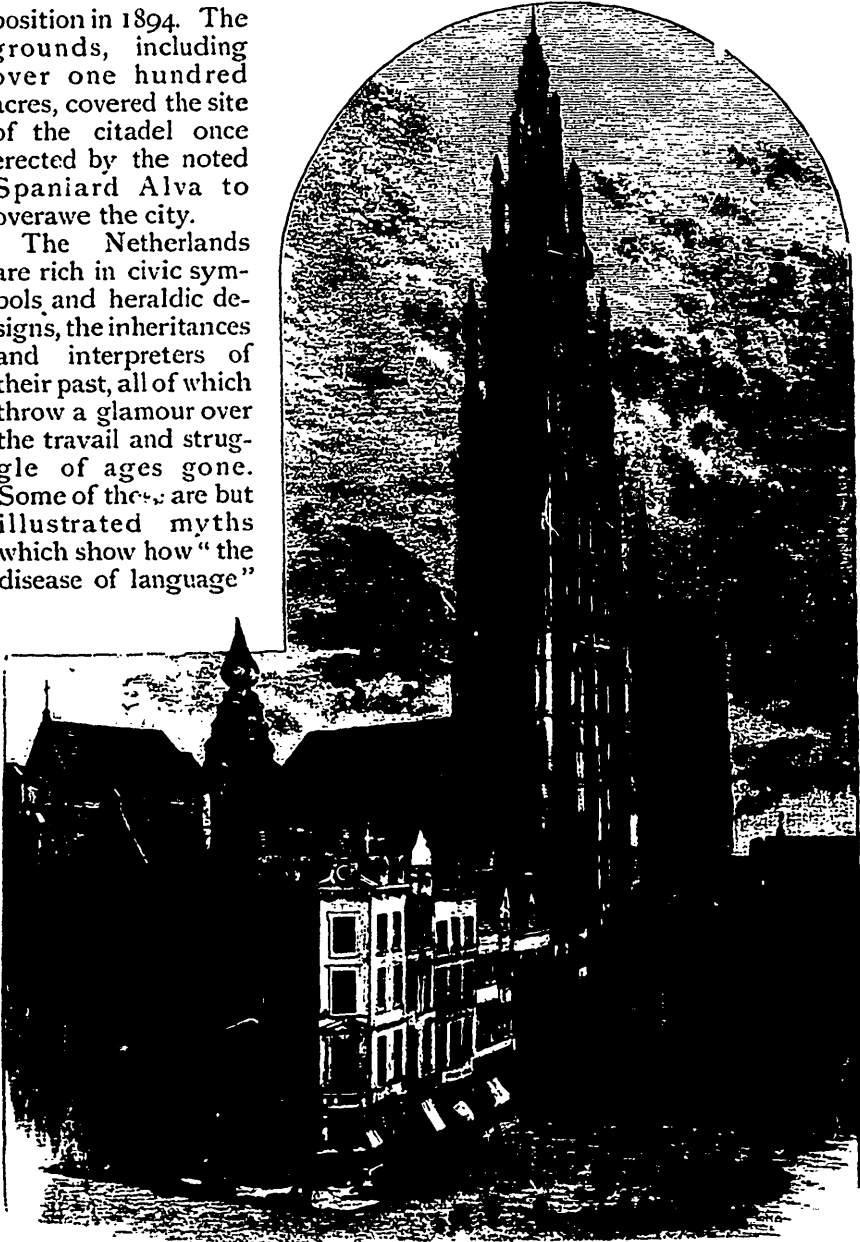 position in 1894. The
grounds, including
over one hundred
acres, covered the site
of the citadel once
erected by the noted
Spaniard Alva to
overawe the city.
The Netherlands
are rich in civic sym-
bols and heraldic de-
signs, the inheritances
and interpreters of
their past, all of which
throw a glamour over
the travail and strug-
gle of ages gone.
Some of these are but
illustrated myths
which show how “ the
disease of language ”